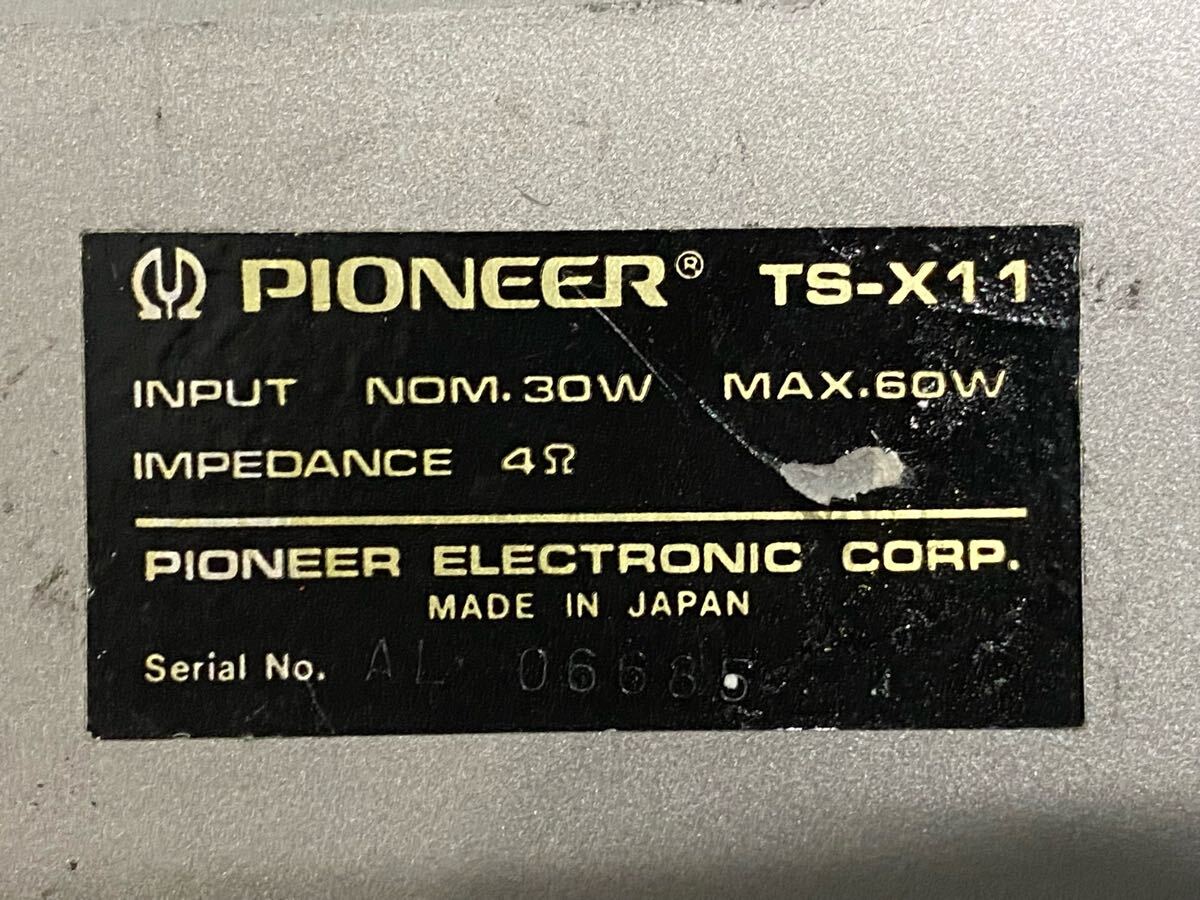 PIONEER® TS-X11
INPUT NOM.30W MAX.60W
IMPEDANCE 4Ω
PIONEER ELECTRONIC CORP.
MADE IN JAPAN
Serial No. AL 06685